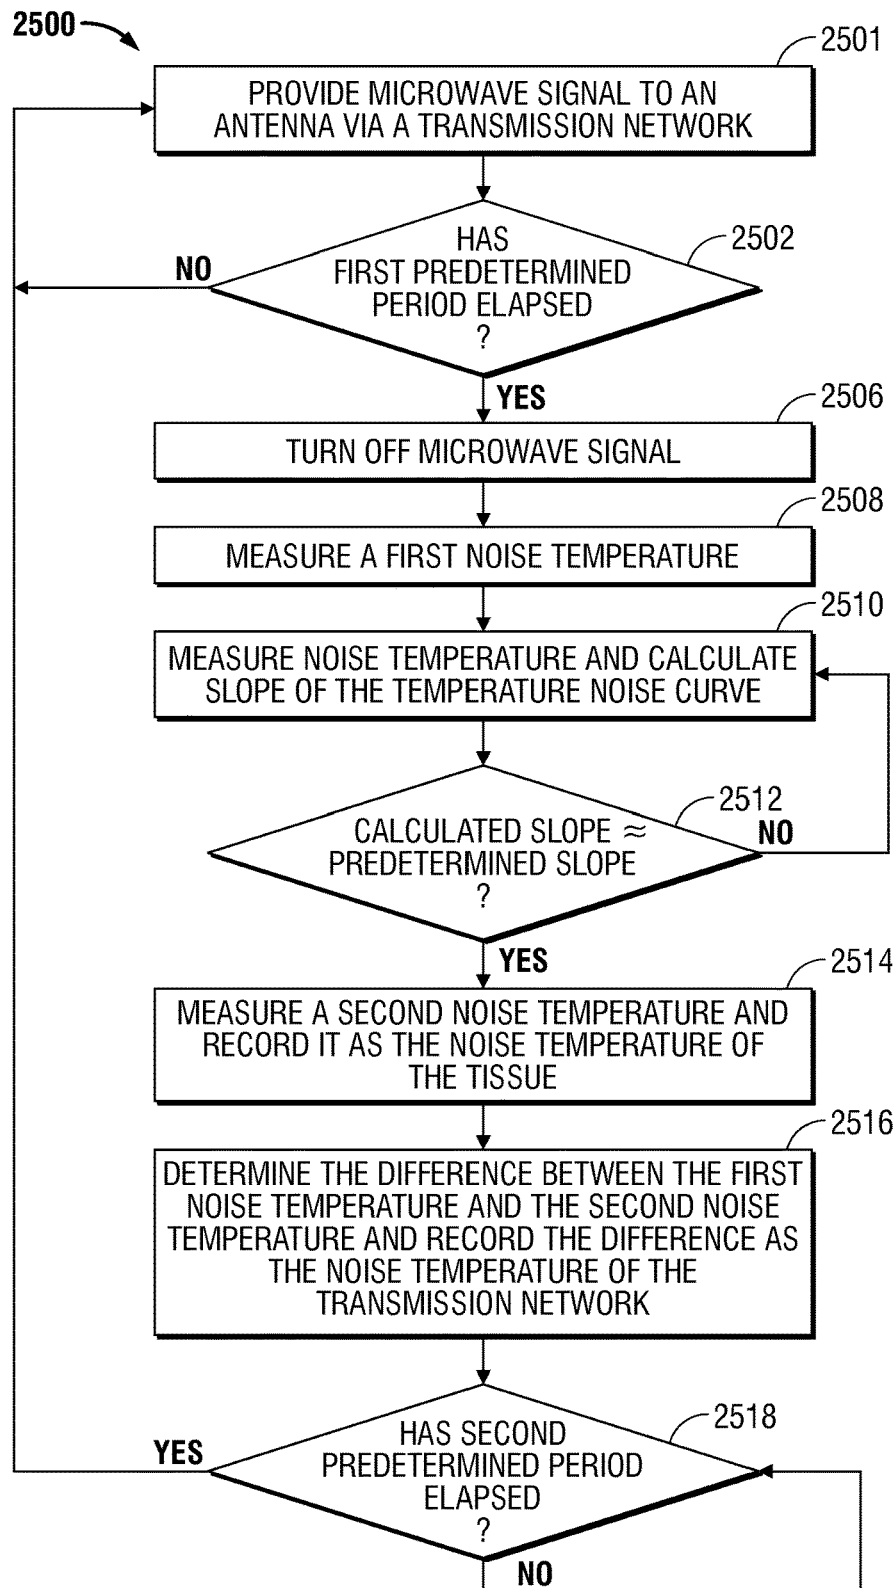 2500
2501
PROVIDE MICROWAVE SIGNAL TO AN
ANTENNA VIA A TRANSMISSION NETWORK
2502
HAS
FIRST PREDETERMINED
PERIOD ELAPSED
?
NO
YES
2506
TURN OFF MICROWAVE SIGNAL
2508
MEASURE A FIRST NOISE TEMPERATURE
2510
MEASURE NOISE TEMPERATURE AND CALCULATE
SLOPE OF THE TEMPERATURE NOISE CURVE
2512
CALCULATED SLOPE ≈
PREDETERMINED SLOPE
?
NO
YES
2514
MEASURE A SECOND NOISE TEMPERATURE AND
RECORD IT AS THE NOISE TEMPERATURE OF
THE TISSUE
2516
DETERMINE THE DIFFERENCE BETWEEN THE FIRST
NOISE TEMPERATURE AND THE SECOND NOISE
TEMPERATURE AND RECORD THE DIFFERENCE AS
THE NOISE TEMPERATURE OF THE
TRANSMISSION NETWORK
2518
HAS SECOND
PREDETERMINED PERIOD
ELAPSED
?
YES
NO